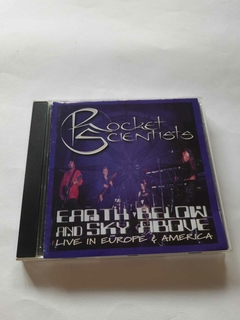 Rocket
Scientists
EARTH BELOW
AND SKY ABOVE
LIVE IN EUROPE & AMERICA